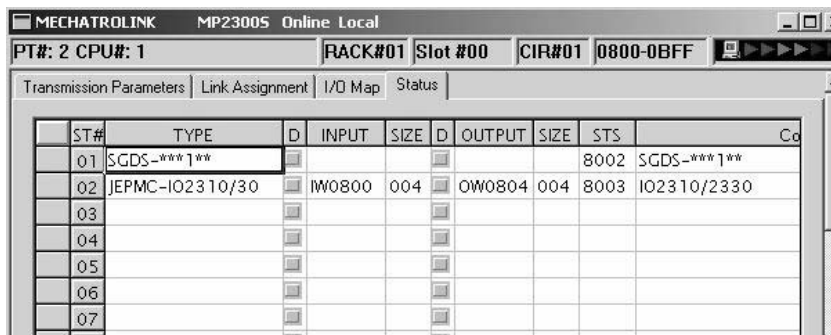 MECHATROLINK MP2300S Online Local
PT#: 2 CPU#: 1 RACK#01 Slot #00 CIR#01 0800-0BFF
Transmission Parameters Link Assignment I/O Map Status
ST# TYPE D INPUT SIZE D OUTPUT SIZE STS Co
01 SGDS-***1** 8002 SGDS-***1**
02 JEPMC-IO2310/30 IW0800 004 OW0804 004 8003 IO2310/2330
03
04
05
06
07